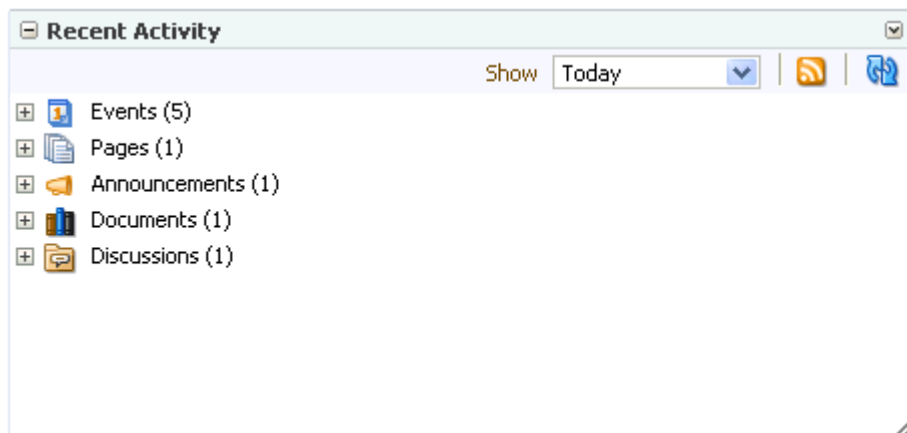 Recent Activity
Show Today
Events (5)
Pages (1)
Announcements (1)
Documents (1)
Discussions (1)